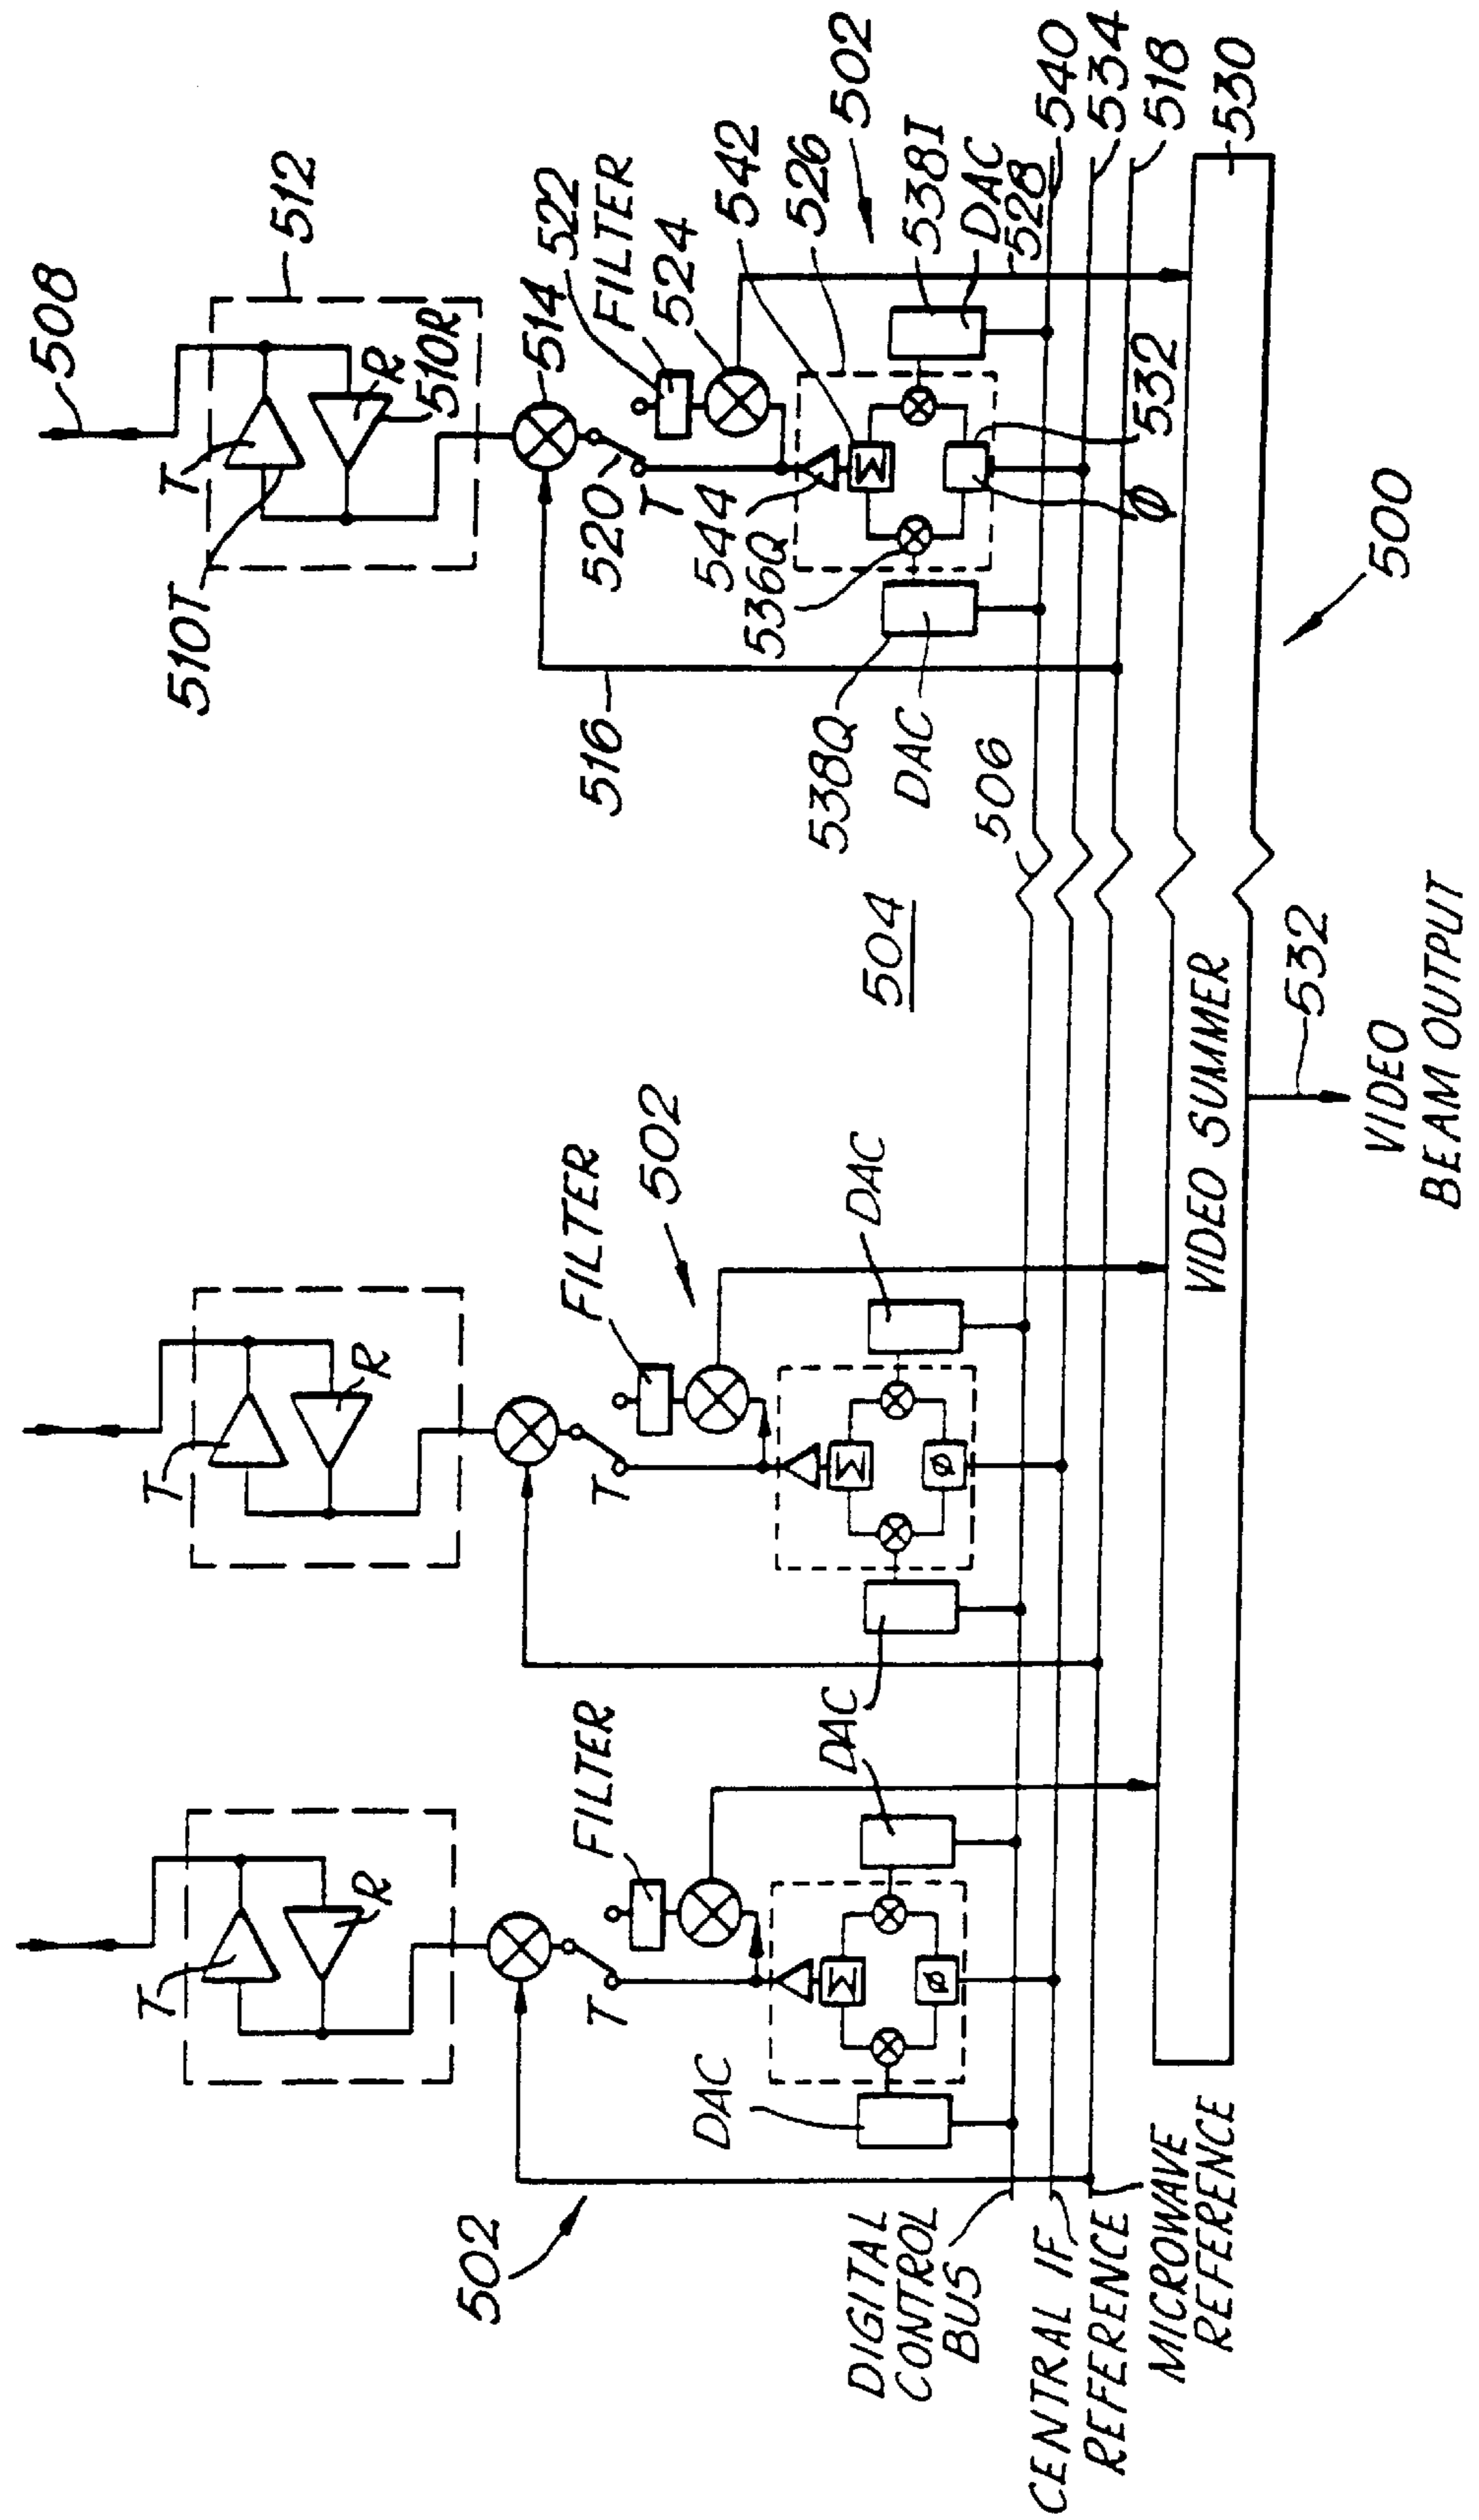 508
T
510T
512
R
510R
514
522
FILTER
524
542
526
502
538I
DAC
528
540
534
518
530
516
520
T
544
536Q
538Q
DAC
532
Ø
506
504
500
T
R
FILTER
502
T
Σ
Σ
Ø
DAC
DAC
T
R
FILTER
T
Σ
Ø
DAC
502
DIGITAL
CONTROL
BUS
CENTRAL IF
REFERENCE
MICROWAVE
REFERENCE
VIDEO SUMMER
532
VIDEO
BEAM OUTPUT